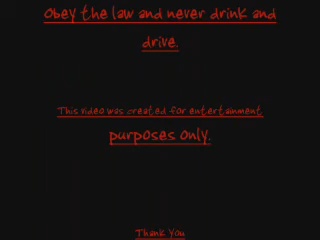 Obey the law and never drink and
drive.
This video was created for entertainment
purposes only.
Thank You